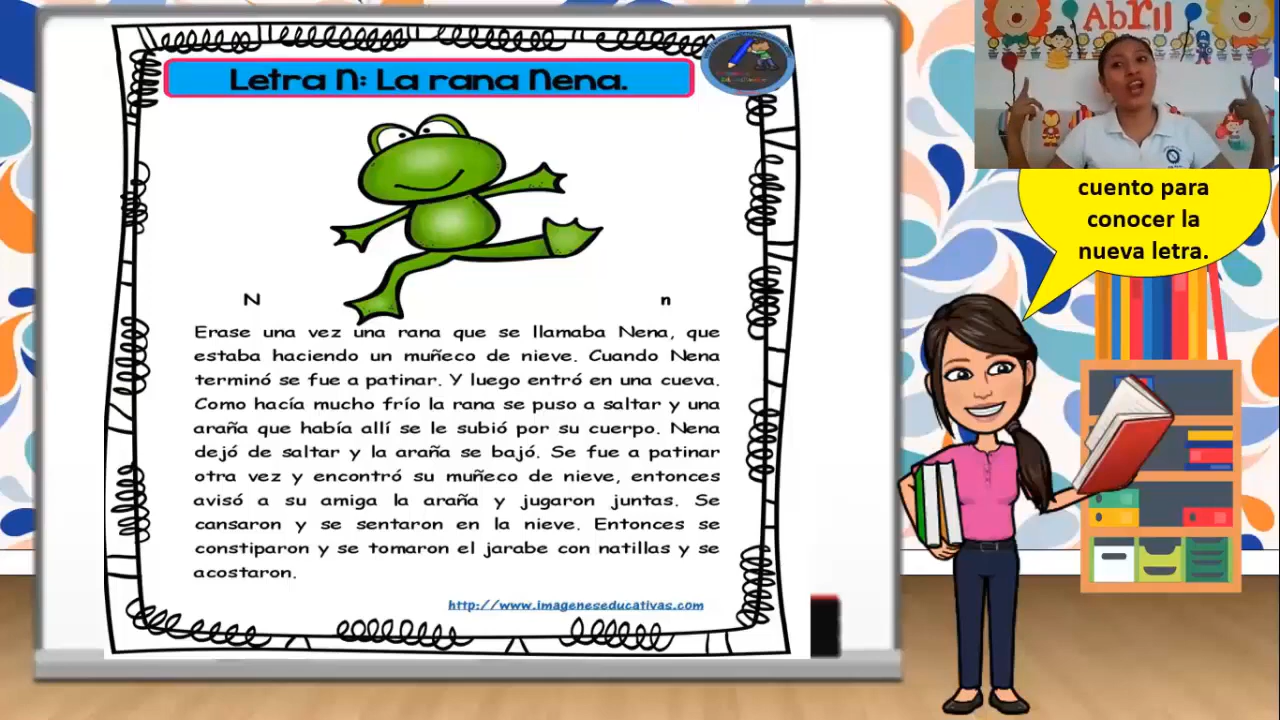 Letra N: La rana Nena.
N n
Erase una vez una rana que se llamaba Nena, que
estaba haciendo un muñeco de nieve. Cuando Nena
terminó se fue a patinar. Y luego entró en una cueva.
Como hacía mucho frío la rana se puso a saltar y una
araña que había allí se le subió por su cuerpo. Nena
dejó de saltar y la araña se bajó. Se fue a patinar
otra vez y encontró su muñeco de nieve, entonces
avisó a su amiga la araña y jugaron juntas. Se
cansaron y se sentaron en la nieve. Entonces se
constiparon y se tomaron el jarabe con natillas y se
acostaron.
http://www.imageneseducativas.com
Abril
cuento para
conocer la
nueva letra.